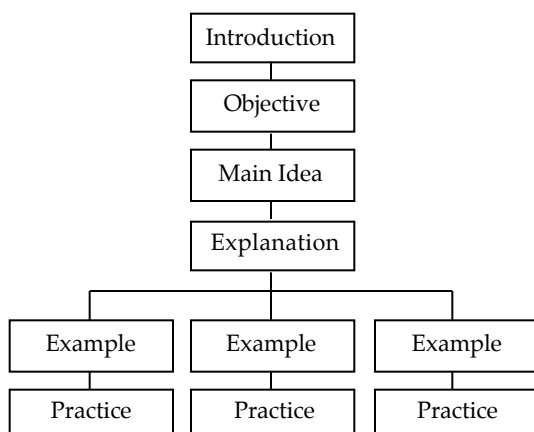 Introduction
Objective
Main Idea
Explanation
Example Example Example
Practice Practice Practice